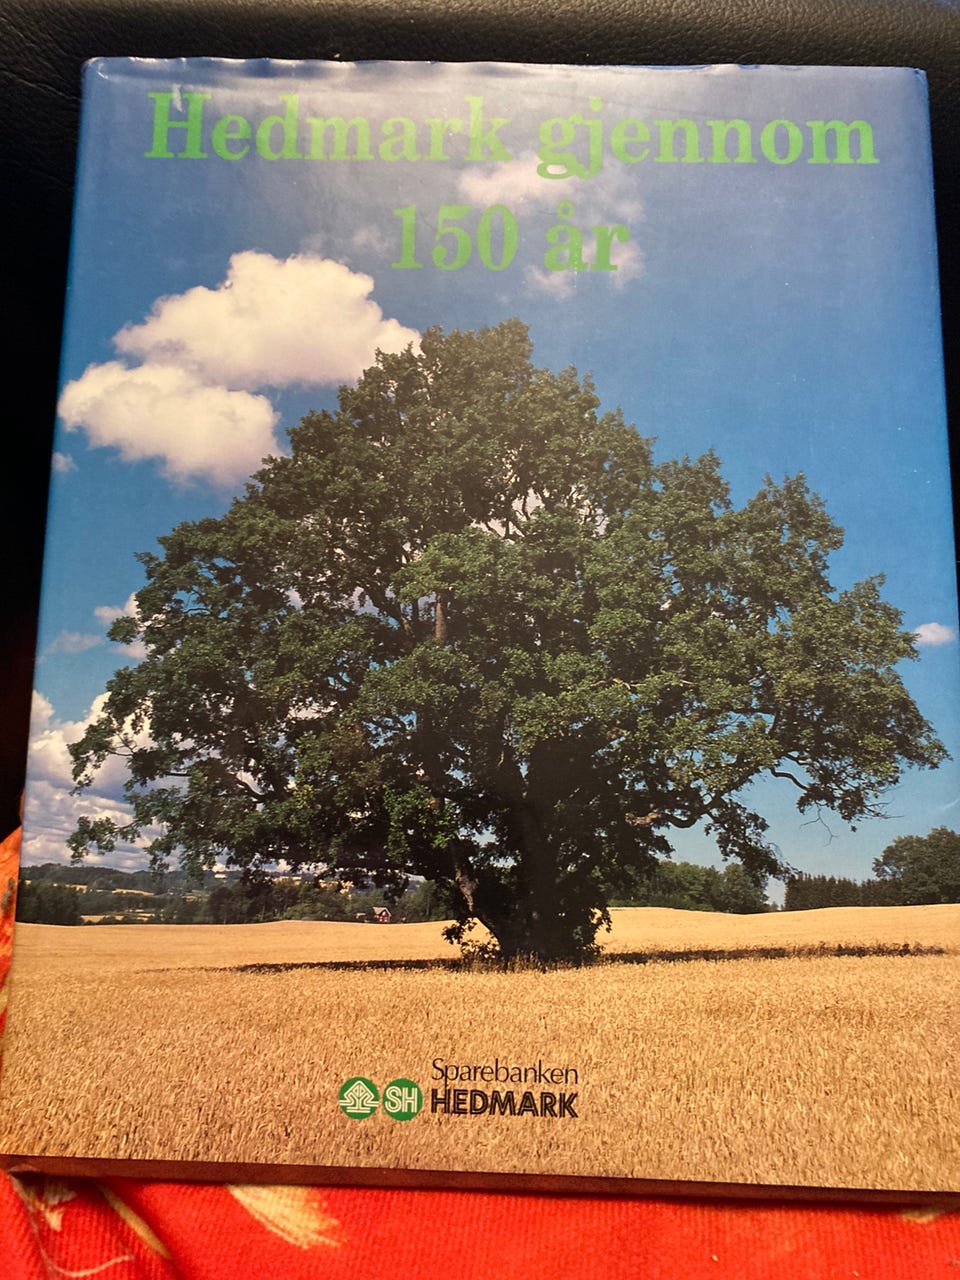 Hedmark gjennom
150 år
SH
Sparebanken
HEDMARK